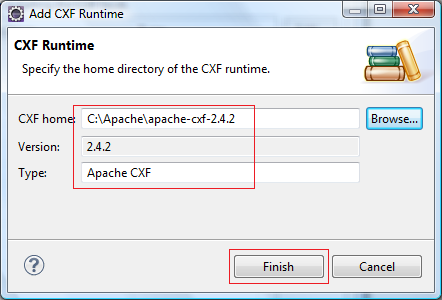 Add CXF Runtime
CXF Runtime
Specify the home directory of the CXF runtime.
CXF home: C:\Apache\apache-cxf-2.4.2 Browse...
Version: 2.4.2
Type: Apache CXF
? Finish Cancel